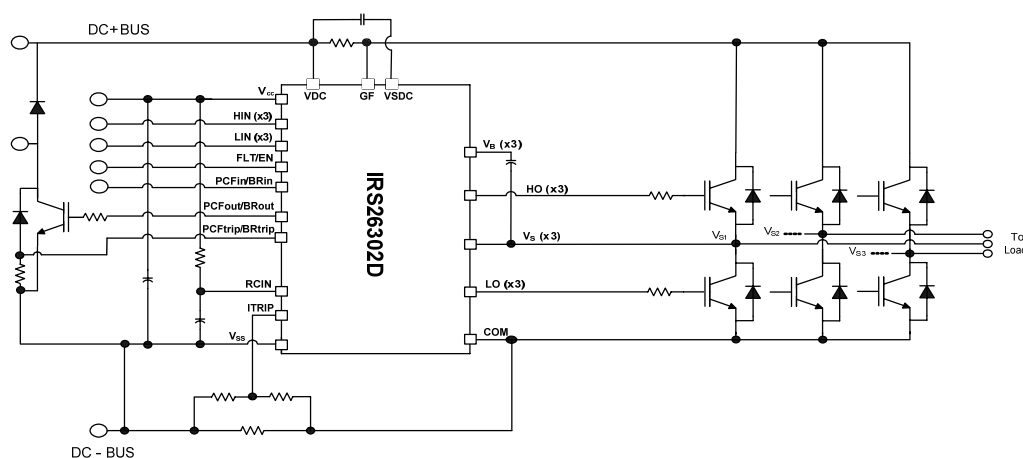 DC+BUS
VDC
GF
VSDC
Vcc
HIN (x3)
LIN (x3)
FLT/EN
PCFin/BRin
PCFout/BRout
PCFtrip/BRtrip
RCIN
ITRIP
VSS
IRS26302D
VB (x3)
HO (x3)
VS (x3)
LO (x3)
COM
VS1
VS2
VS3
To
Load
DC - BUS